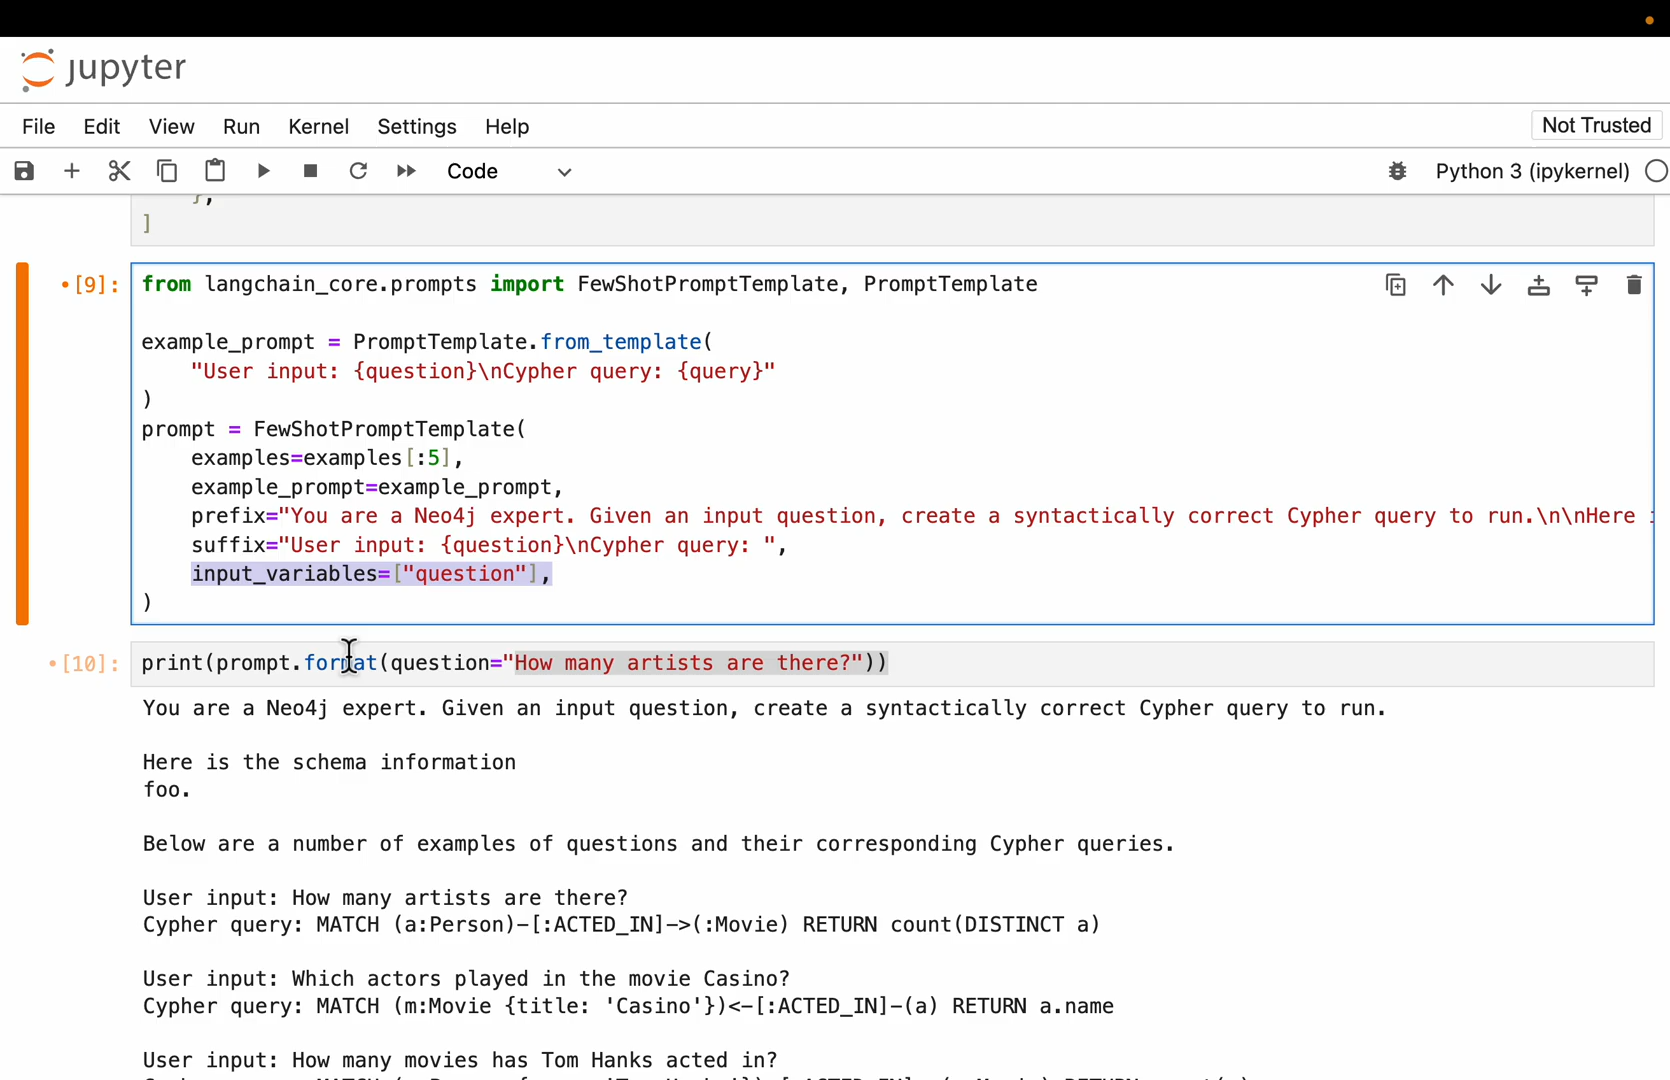 jupyter
File Edit View Run Kernel Settings Help Not Trusted
Code Python 3 (ipykernel)
},
]
[9]: from langchain_core.prompts import FewShotPromptTemplate, PromptTemplate
example_prompt = PromptTemplate.from_template(
"User input: {question}\nCypher query: {query}"
)
prompt = FewShotPromptTemplate(
examples=examples[:5],
example_prompt=example_prompt,
prefix="You are a Neo4j expert. Given an input question, create a syntactically correct Cypher query to run.\n\nHere
suffix="User input: {question}\nCypher query: ",
input_variables=["question"],
)
[10]: print(prompt.format(question="How many artists are there?"))
You are a Neo4j expert. Given an input question, create a syntactically correct Cypher query to run.
Here is the schema information
foo.
Below are a number of examples of questions and their corresponding Cypher queries.
User input: How many artists are there?
Cypher query: MATCH (a:Person)-[:ACTED_IN]->(:Movie) RETURN count(DISTINCT a)
User input: Which actors played in the movie Casino?
Cypher query: MATCH (m:Movie {title: 'Casino'})<-[:ACTED_IN]-(a) RETURN a.name
User input: How many movies has Tom Hanks acted in?